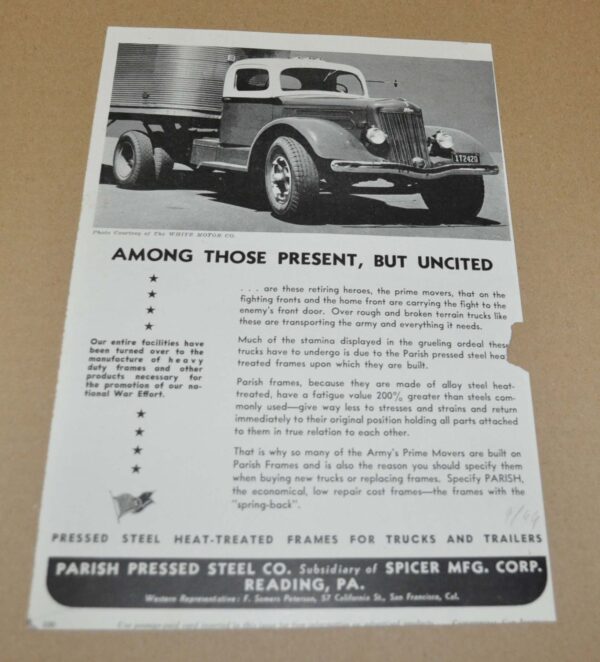 1T2420
Photo Courtesy of The WHITE MOTOR CO.
AMONG THOSE PRESENT, BUT UNCITED
Our entire facilities have
been turned over to the
manufacture of heavy
duty frames and other
products necessary for
the promotion of our na-
tional War Effort.
. . . are these retiring heroes, the prime movers, that on the
fighting fronts and the home front are carrying the fight to the
enemy's front door. Over rough and broken terrain trucks like
these are transporting the army and everything it needs.
Much of the stamina displayed in the grueling ordeal these
trucks have to undergo is due to the Parish pressed steel heat
treated frames upon which they are built.
Parish frames, because they are made of alloy steel heat-
treated, have a fatigue value 200% greater than steels com-
monly used—give way less to stresses and strains and return
immediately to their original position holding all parts attached
to them in true relation to each other.
That is why so many of the Army's Prime Movers are built on
Parish Frames and is also the reason you should specify them
when buying new trucks or replacing frames. Specify PARISH,
the economical, low repair cost frames—the frames with the
"spring-back".
4/44
PRESSED STEEL HEAT-TREATED FRAMES FOR TRUCKS AND TRAILERS
PARISH PRESSED STEEL CO. Subsidiary of SPICER MFG. CORP.
READING, PA.
Western Representative: F. Somers Peterson, 57 California St., San Francisco, Cal.